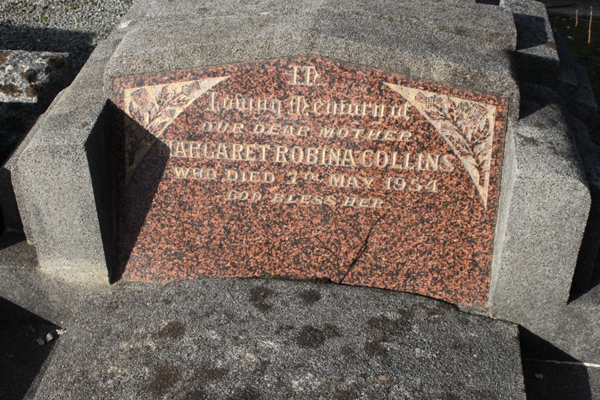 In
Loving Memory of
OUR DEAR MOTHER
MARGARET ROBINA COLLINS
WHO DIED 7TH MAY 1934.
GOD BLESS HER.